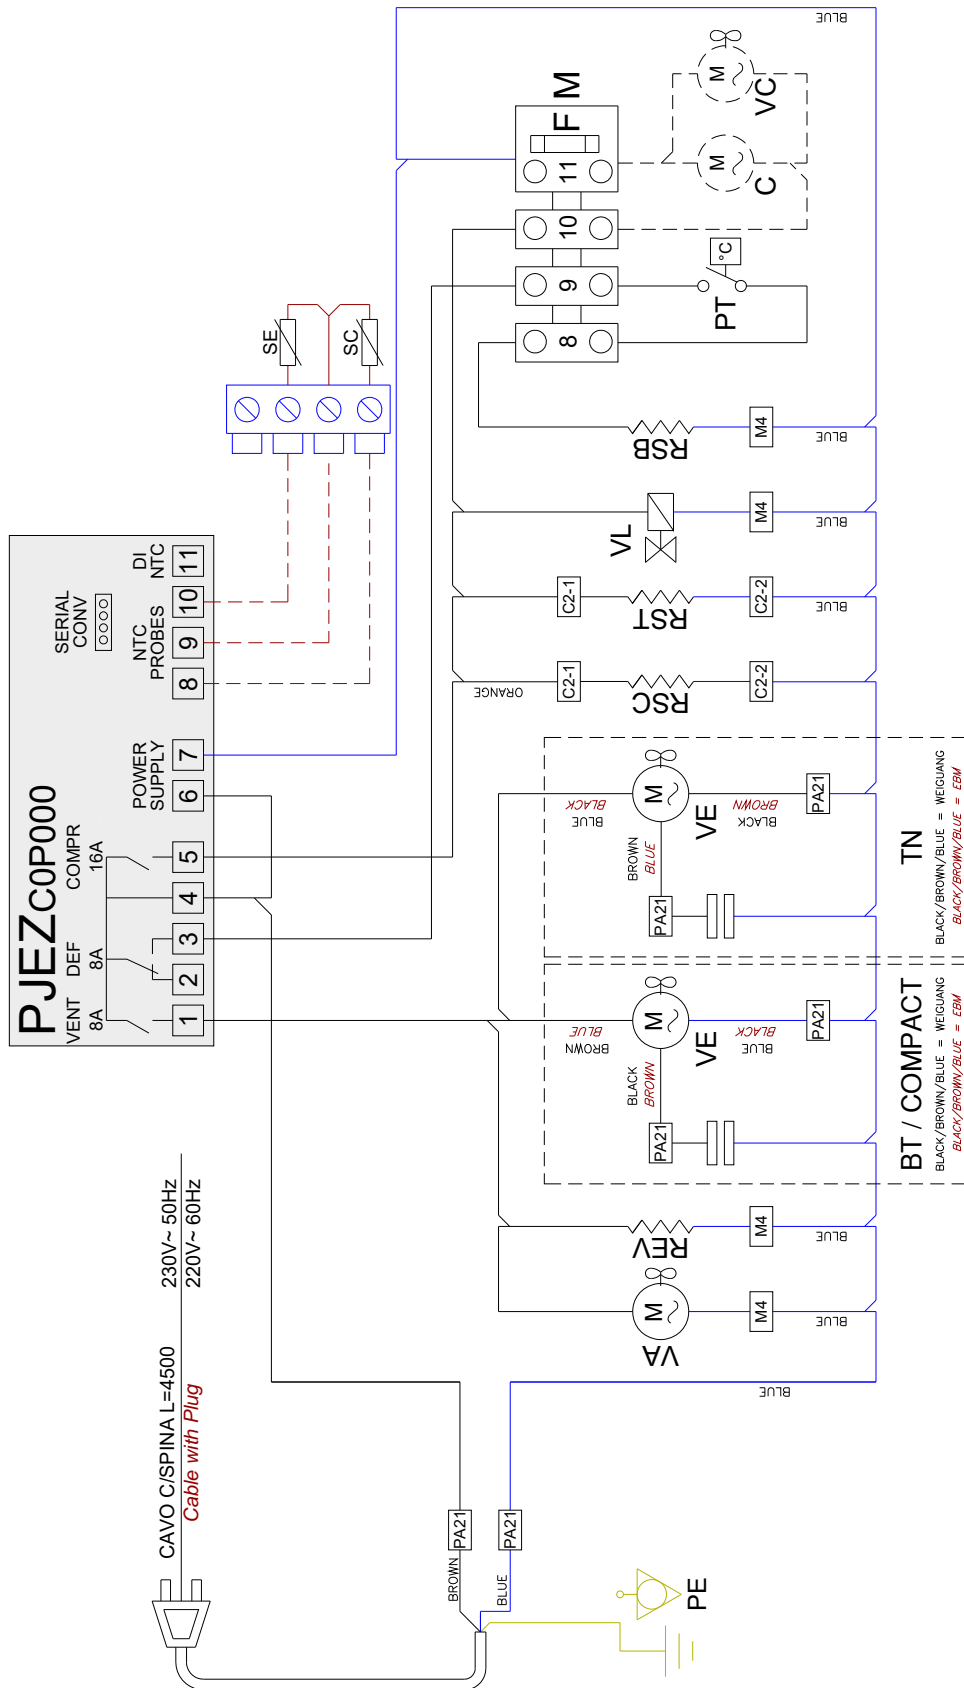 PJEZC0P000
VENT
8A
DEF
8A
COMPR
16A
POWER
SUPPLY
NTC
PROBES
DI
NTC
SERIAL
CONV
1
2
3
4
5
6
7
8
9
10
11
SE
SC
CAVO C/SPINA L=4500
Cable with Plug
230V~ 50Hz
220V~ 60Hz
BROWN
PA21
BLUE
PA21
PE
BLUE
8
9
10
11
F
M
°C
PT
M
C
M
VC
BLUE
RSB
M4
BLUE
VL
M4
BLUE
C2-1
RST
C2-2
BLUE
ORANGE
C2-1
RSC
C2-2
BLUE
BLACK
M
VE
BLACK
BROWN
PA21
BROWN
BLUE
PA21
TN
BLACK/BROWN/BLUE = WEIGUANG
BLACK/BROWN/BLUE = EBM
BROWN
BLUE
M
VE
BLUE
BLACK
PA21
BLACK
BROWN
PA21
BT / COMPACT
BLACK/BROWN/BLUE = WEIGUANG
BLACK/BROWN/BLUE = EBM
REV
M4
BLUE
M
VA
M4
BLUE